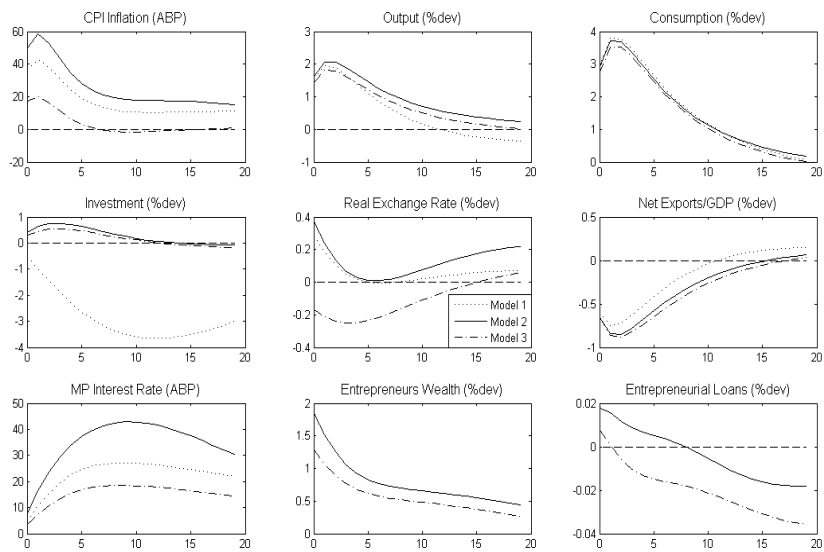 CPI Inflation (ABP)
60
40
20
0
-20
0 5 10 15 20
Output (%dev)
3
2
1
0
-1
0 5 10 15 20
Consumption (%dev)
4
3
2
1
0
0 5 10 15 20
Investment (%dev)
1
0
-1
-2
-3
-4
0 5 10 15 20
Real Exchange Rate (%dev)
0.4
0.2
0
-0.2
-0.4
0 5 10 15 20
Model 1
Model 2
Model 3
Net Exports/GDP (%dev)
0.5
0
-0.5
-1
0 5 10 15 20
MP Interest Rate (ABP)
50
40
30
20
10
0
0 5 10 15 20
Entrepreneurs Wealth (%dev)
2
1.5
1
0.5
0
0 5 10 15 20
Entrepreneurial Loans (%dev)
0.02
0
-0.02
-0.04
0 5 10 15 20